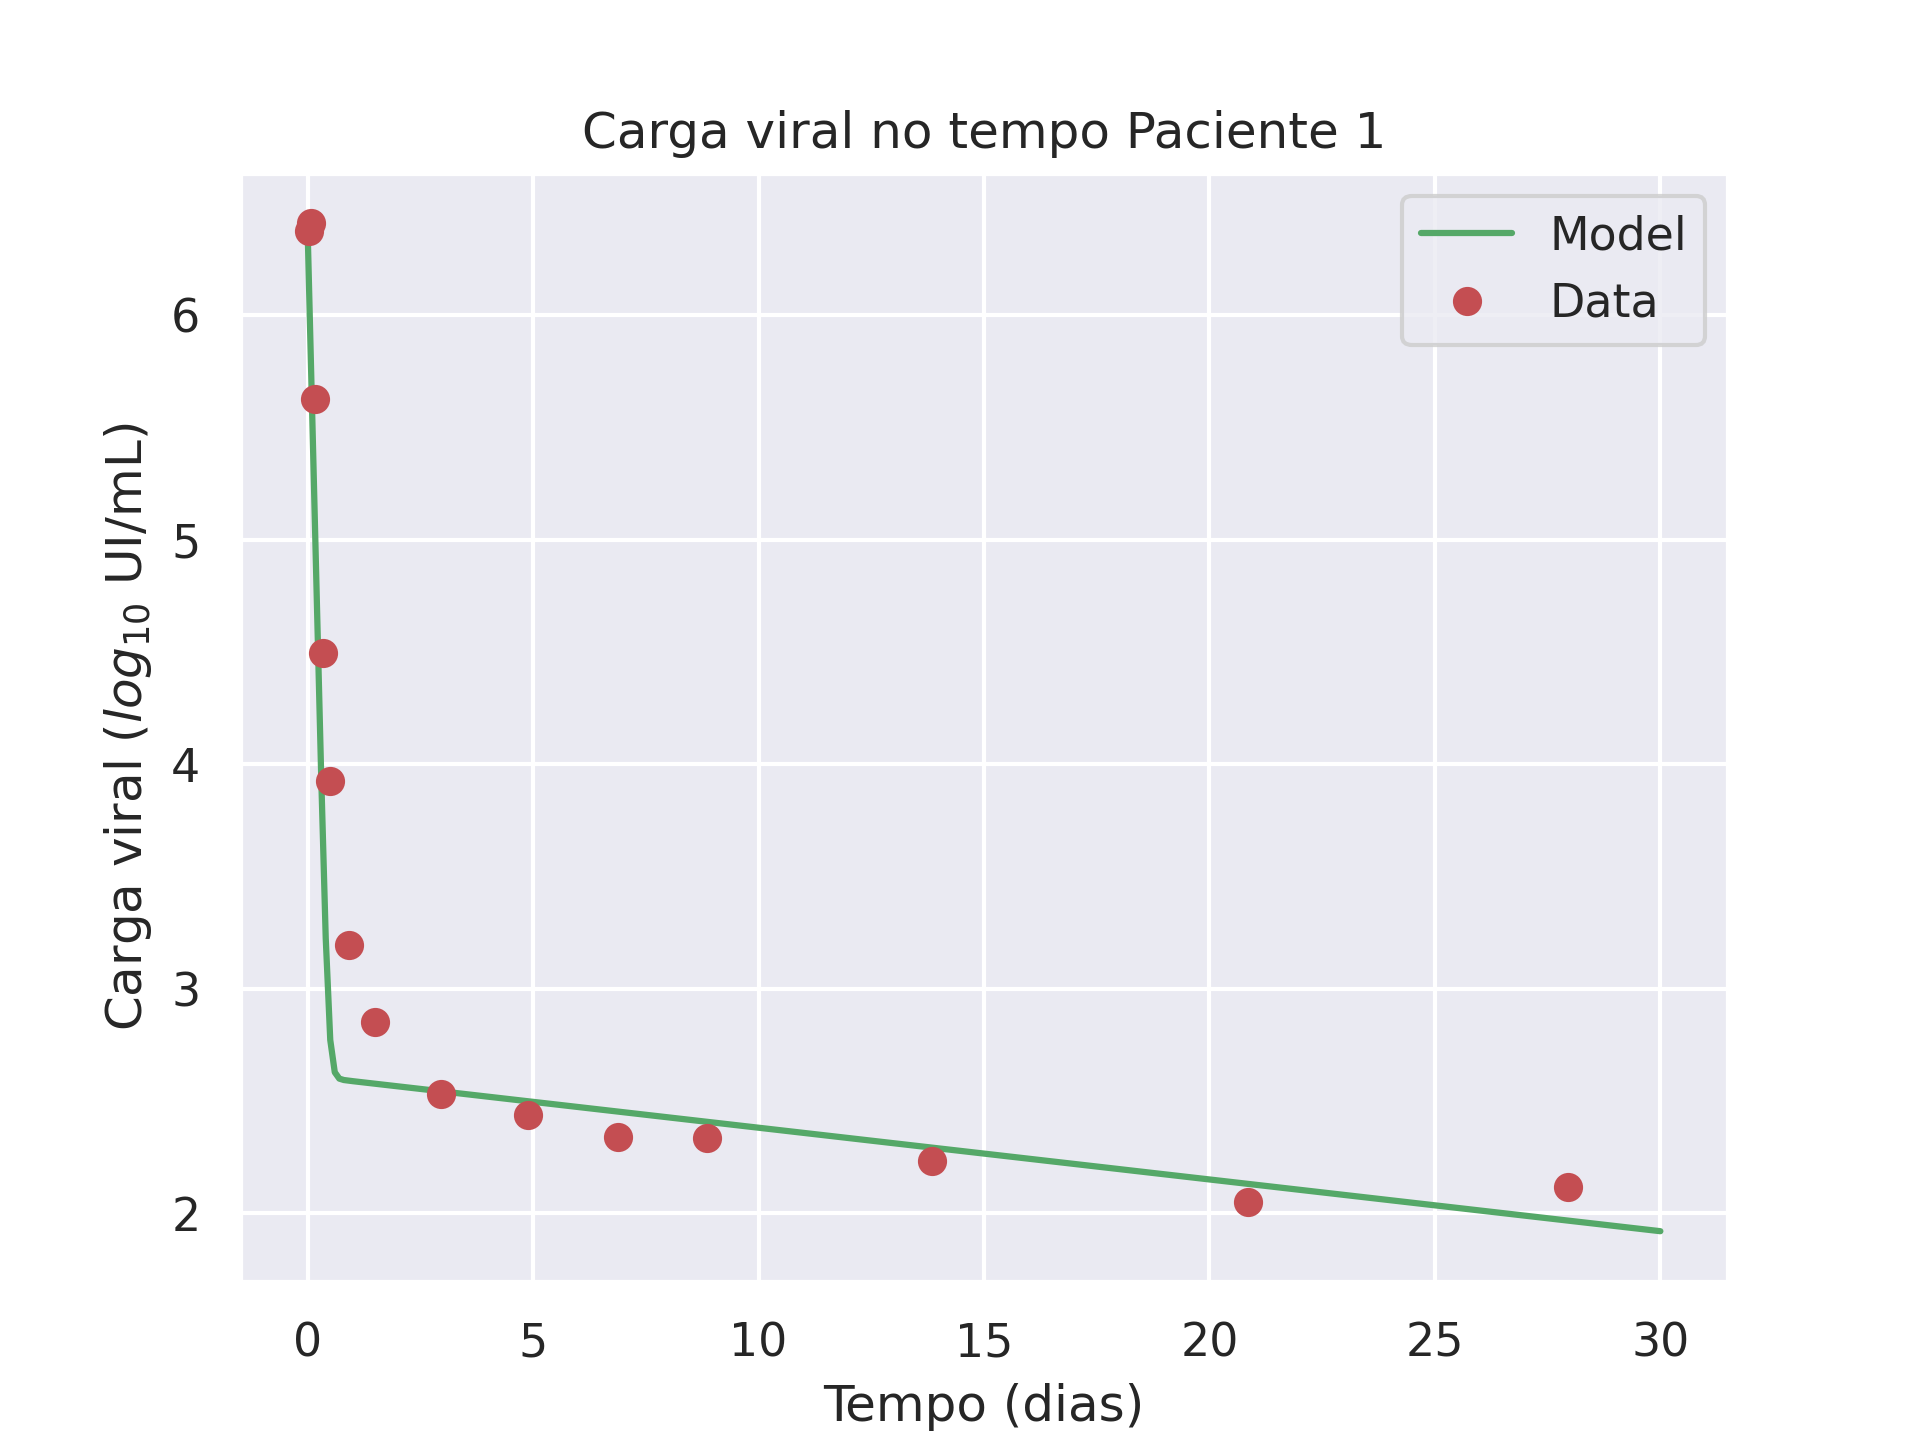 Carga viral no tempo Paciente 1
Model
Data
Carga viral (log₁₀ UI/mL)
6
5
4
3
2
0 5 10 15 20 25 30
Tempo (dias)